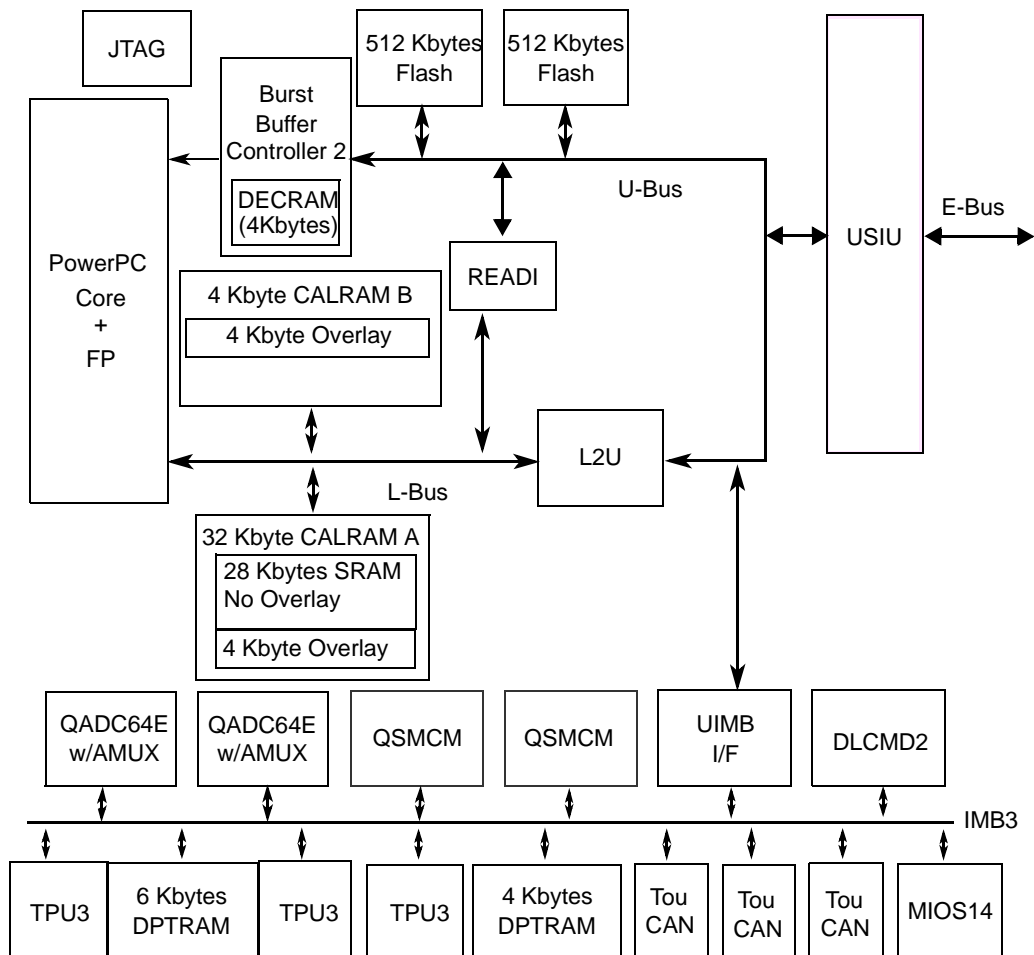 JTAG
512 Kbytes
Flash
512 Kbytes
Flash
Burst
Buffer
Controller 2
DECRAM
(4Kbytes)
U-Bus
E-Bus
USIU
PowerPC
Core
+
FP
READI
4 Kbyte CALRAM B
4 Kbyte Overlay
L2U
L-Bus
32 Kbyte CALRAM A
28 Kbytes SRAM
No Overlay
4 Kbyte Overlay
QADC64E
w/AMUX
QADC64E
w/AMUX
QSMCM
QSMCM
UIMB
I/F
DLCMD2
IMB3
TPU3
6 Kbytes
DPTRAM
TPU3
TPU3
4 Kbytes
DPTRAM
Tou
CAN
Tou
CAN
Tou
CAN
MIOS14